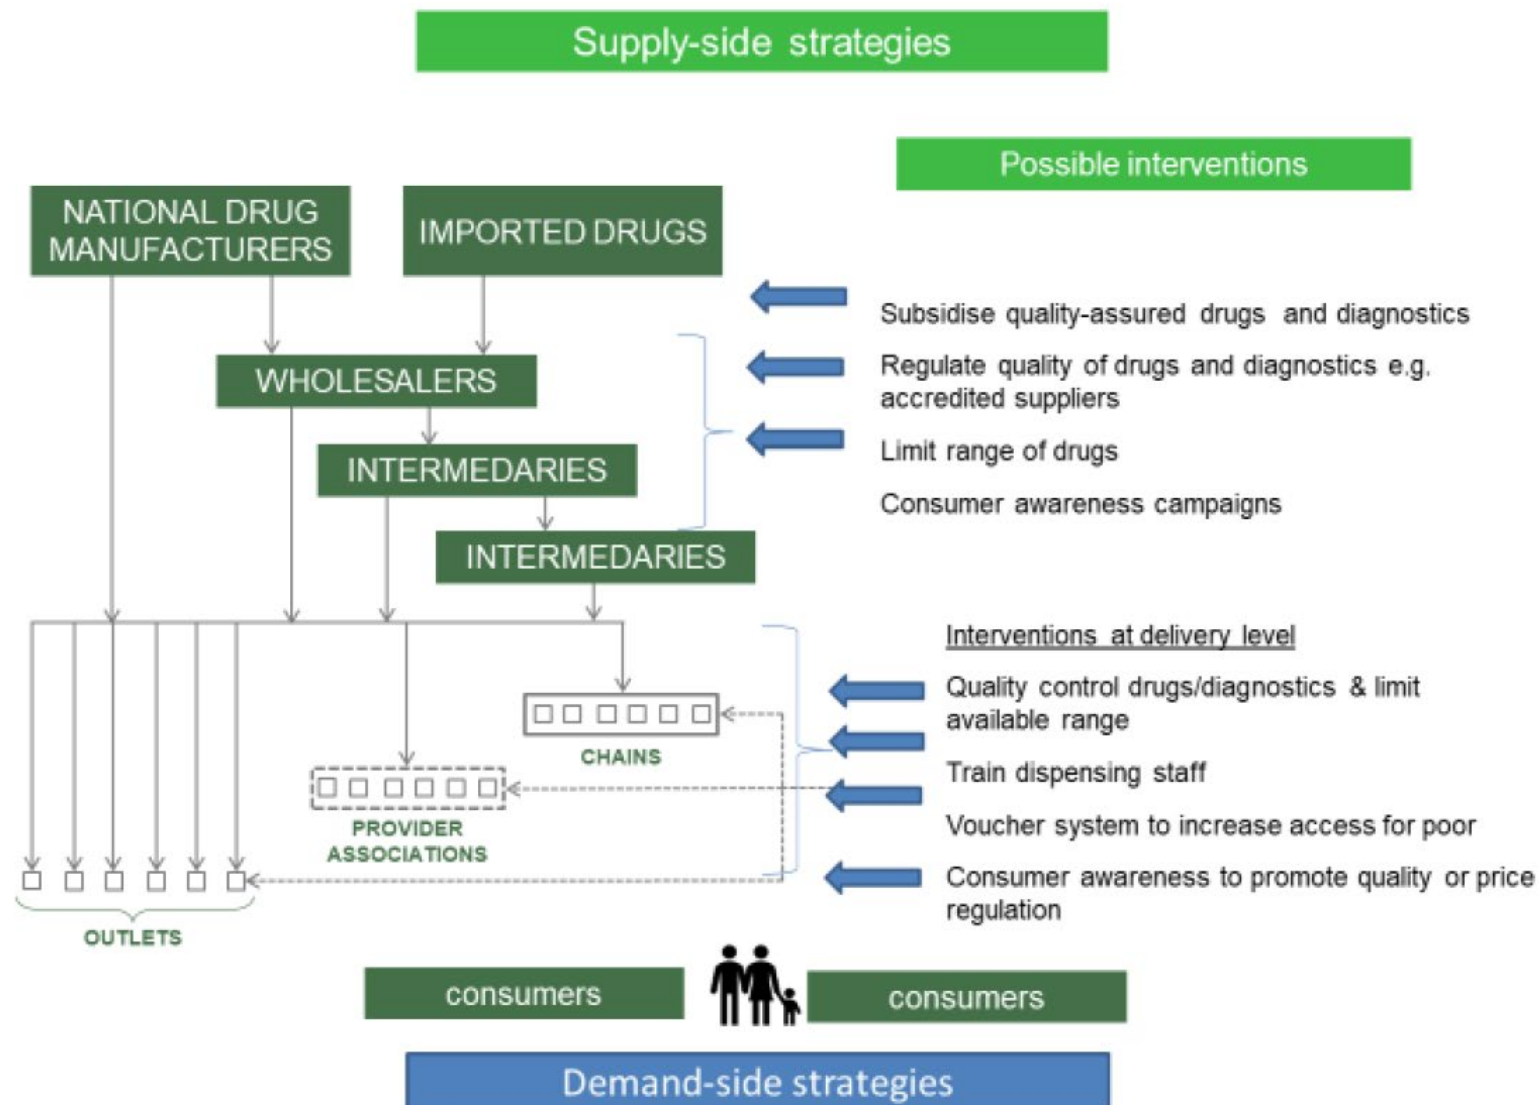 Supply-side strategies
Possible interventions
NATIONAL DRUG
MANUFACTURERS
IMPORTED DRUGS
Subsidise quality-assured drugs and diagnostics
WHOLESALERS
Regulate quality of drugs and diagnostics e.g.
accredited suppliers
Limit range of drugs
INTERMEDARIES
Consumer awareness campaigns
INTERMEDARIES
Interventions at delivery level
Quality control drugs/diagnostics & limit
available range
CHAINS
Train dispensing staff
PROVIDER
ASSOCIATIONS
Voucher system to increase access for poor
Consumer awareness to promote quality or price
regulation
OUTLETS
consumers
consumers
Demand-side strategies